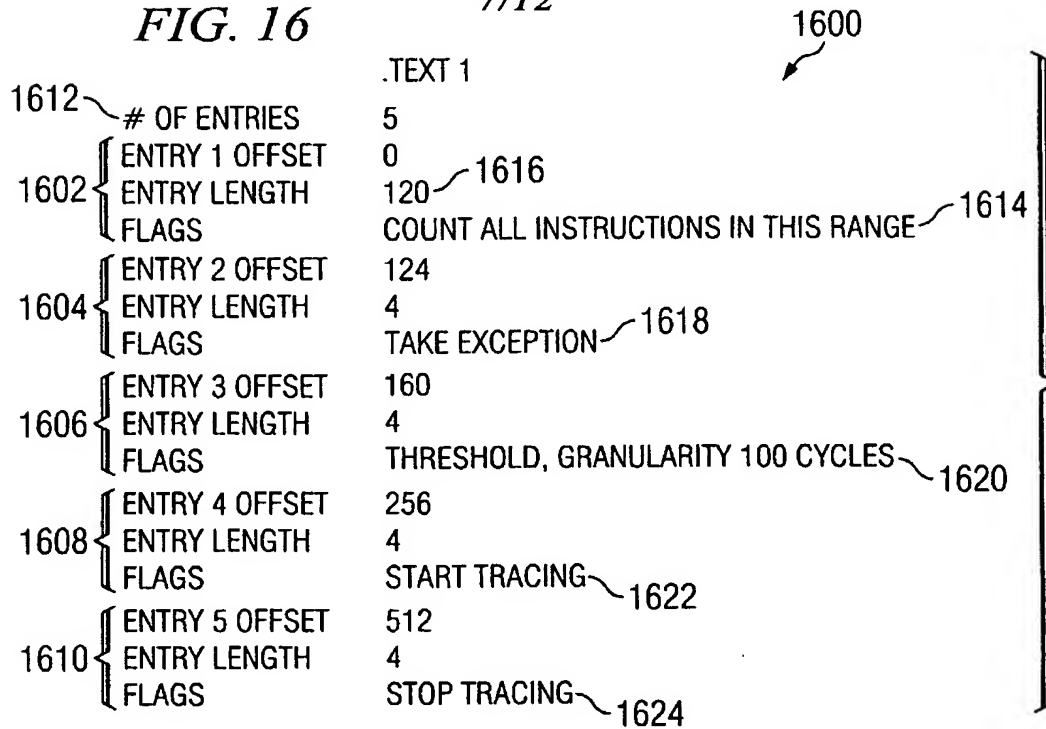 FIG. 16
7/12
1600
.TEXT 1
1612 # OF ENTRIES 5
1602 ENTRY 1 OFFSET 0
ENTRY LENGTH 120 1616
FLAGS COUNT ALL INSTRUCTIONS IN THIS RANGE 1614
1604 ENTRY 2 OFFSET 124
ENTRY LENGTH 4
FLAGS TAKE EXCEPTION 1618
1606 ENTRY 3 OFFSET 160
ENTRY LENGTH 4
FLAGS THRESHOLD, GRANULARITY 100 CYCLES 1620
1608 ENTRY 4 OFFSET 256
ENTRY LENGTH 4
FLAGS START TRACING 1622
1610 ENTRY 5 OFFSET 512
ENTRY LENGTH 4
FLAGS STOP TRACING 1624